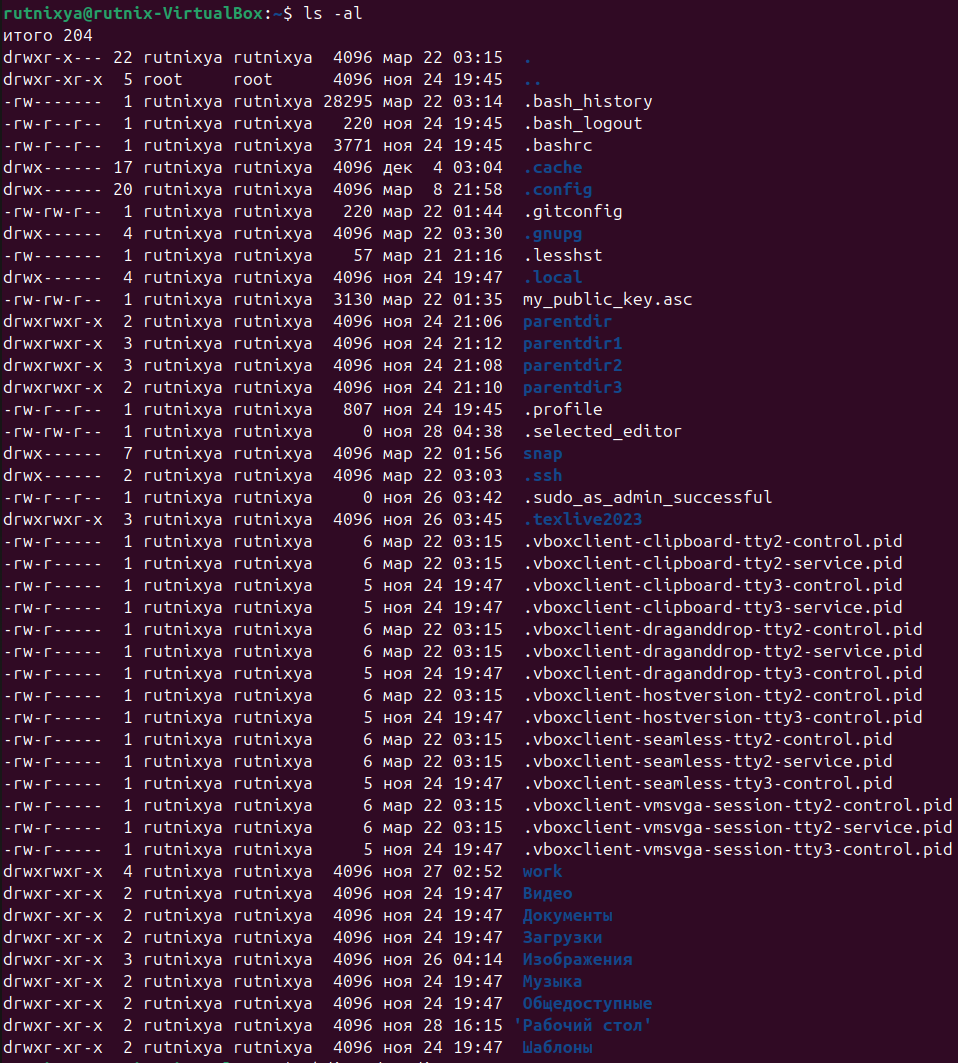 rutnixya@rutnix-VirtualBox:~$ ls -al
итого 204
drwxr-x--- 22 rutnixya rutnixya  4096 мар 22 03:15  .
drwxr-xr-x  5 root     root      4096 ноя 24 19:45  ..
-rw-------  1 rutnixya rutnixya 28295 мар 22 03:14  .bash_history
-rw-r--r--  1 rutnixya rutnixya   220 ноя 24 19:45  .bash_logout
-rw-r--r--  1 rutnixya rutnixya  3771 ноя 24 19:45  .bashrc
drwx------ 17 rutnixya rutnixya  4096 дек  4 03:04  .cache
drwx------ 20 rutnixya rutnixya  4096 мар  8 21:58  .config
-rw-rw-r--  1 rutnixya rutnixya   220 мар 22 01:44  .gitconfig
drwx------  4 rutnixya rutnixya  4096 мар 22 03:30  .gnupg
-rw-------  1 rutnixya rutnixya    57 мар 21 21:16  .lesshst
drwx------  4 rutnixya rutnixya  4096 ноя 24 19:47  .local
-rw-rw-r--  1 rutnixya rutnixya  3130 мар 22 01:35  my_public_key.asc
drwxrwxr-x  2 rutnixya rutnixya  4096 ноя 24 21:06  parentdir
drwxrwxr-x  3 rutnixya rutnixya  4096 ноя 24 21:12  parentdir1
drwxrwxr-x  3 rutnixya rutnixya  4096 ноя 24 21:08  parentdir2
drwxrwxr-x  2 rutnixya rutnixya  4096 ноя 24 21:10  parentdir3
-rw-r--r--  1 rutnixya rutnixya   807 ноя 24 19:45  .profile
-rw-rw-r--  1 rutnixya rutnixya     0 ноя 28 04:38  .selected_editor
drwx------  7 rutnixya rutnixya  4096 мар 22 01:56  snap
drwx------  2 rutnixya rutnixya  4096 мар 22 03:03  .ssh
-rw-r--r--  1 rutnixya rutnixya     0 ноя 26 03:42  .sudo_as_admin_successful
drwxrwxr-x  3 rutnixya rutnixya  4096 ноя 26 03:45  .texlive2023
-rw-r-----  1 rutnixya rutnixya     6 мар 22 03:15  .vboxclient-clipboard-tty2-control.pid
-rw-r-----  1 rutnixya rutnixya     6 мар 22 03:15  .vboxclient-clipboard-tty2-service.pid
-rw-r-----  1 rutnixya rutnixya     5 ноя 24 19:47  .vboxclient-clipboard-tty3-control.pid
-rw-r-----  1 rutnixya rutnixya     5 ноя 24 19:47  .vboxclient-clipboard-tty3-service.pid
-rw-r-----  1 rutnixya rutnixya     6 мар 22 03:15  .vboxclient-draganddrop-tty2-control.pid
-rw-r-----  1 rutnixya rutnixya     6 мар 22 03:15  .vboxclient-draganddrop-tty2-service.pid
-rw-r-----  1 rutnixya rutnixya     5 ноя 24 19:47  .vboxclient-draganddrop-tty3-control.pid
-rw-r-----  1 rutnixya rutnixya     6 мар 22 03:15  .vboxclient-hostversion-tty2-control.pid
-rw-r-----  1 rutnixya rutnixya     5 ноя 24 19:47  .vboxclient-hostversion-tty3-control.pid
-rw-r-----  1 rutnixya rutnixya     6 мар 22 03:15  .vboxclient-seamless-tty2-control.pid
-rw-r-----  1 rutnixya rutnixya     6 мар 22 03:15  .vboxclient-seamless-tty2-service.pid
-rw-r-----  1 rutnixya rutnixya     5 ноя 24 19:47  .vboxclient-seamless-tty3-control.pid
-rw-r-----  1 rutnixya rutnixya     6 мар 22 03:15  .vboxclient-vmsvga-session-tty2-control.pid
-rw-r-----  1 rutnixya rutnixya     6 мар 22 03:15  .vboxclient-vmsvga-session-tty2-service.pid
-rw-r-----  1 rutnixya rutnixya     5 ноя 24 19:47  .vboxclient-vmsvga-session-tty3-control.pid
drwxrwxr-x  4 rutnixya rutnixya  4096 ноя 27 02:52  work
drwxr-xr-x  2 rutnixya rutnixya  4096 ноя 24 19:47  Видео
drwxr-xr-x  2 rutnixya rutnixya  4096 ноя 24 19:47  Документы
drwxr-xr-x  2 rutnixya rutnixya  4096 ноя 24 19:47  Загрузки
drwxr-xr-x  3 rutnixya rutnixya  4096 ноя 26 04:14  Изображения
drwxr-xr-x  2 rutnixya rutnixya  4096 ноя 24 19:47  Музыка
drwxr-xr-x  2 rutnixya rutnixya  4096 ноя 24 19:47  Общедоступные
drwxr-xr-x  2 rutnixya rutnixya  4096 ноя 28 16:15 'Рабочий стол'
drwxr-xr-x  2 rutnixya rutnixya  4096 ноя 24 19:47  Шаблоны